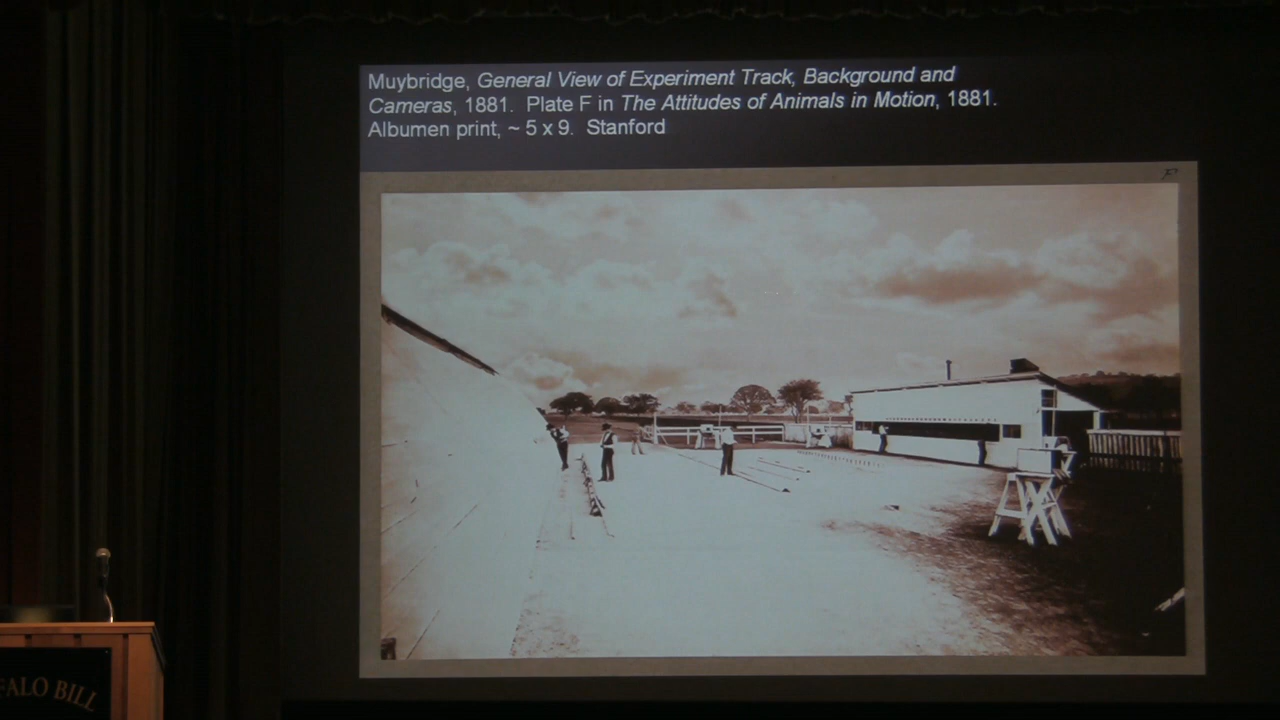 Muybridge, General View of Experiment Track, Background and
Cameras, 1881. Plate F in The Attitudes of Animals in Motion, 1881.
Albumen print, ~ 5 x 9. Stanford
F
FALO BILL